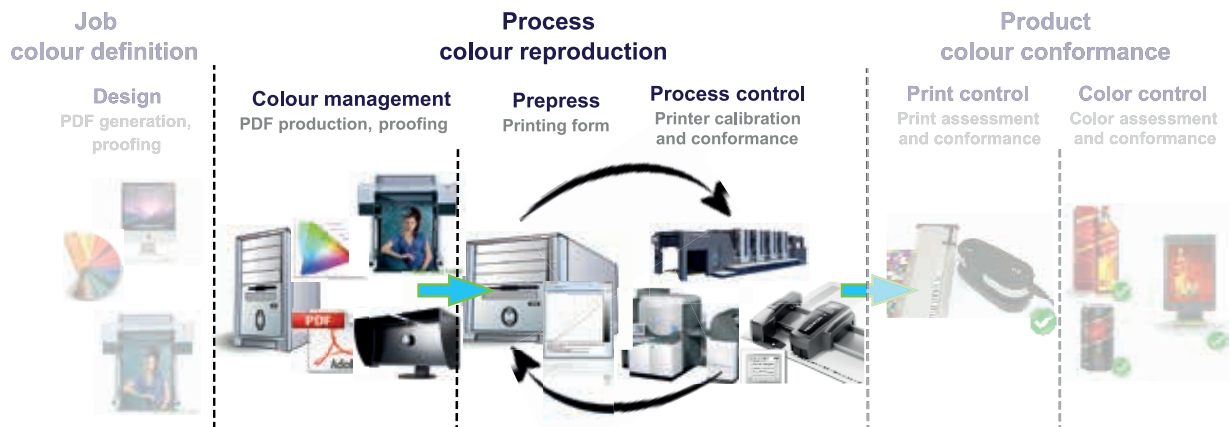 Job
colour definition
Process
colour reproduction
Product
colour conformance
Design
PDF generation,
proofing
Colour management
PDF production, proofing
Prepress
Printing form
Process control
Printer calibration
and conformance
Print control
Print assessment
and conformance
Color control
Color assessment
and conformance
PDF
Adob